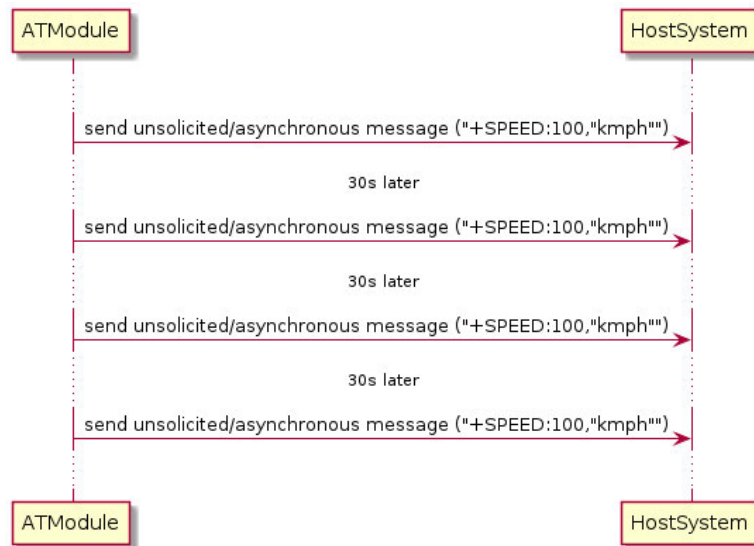 ATModule HostSystem
send unsolicited/asynchronous message ("+SPEED:100,"kmph"")
30s later
send unsolicited/asynchronous message ("+SPEED:100,"kmph"")
30s later
send unsolicited/asynchronous message ("+SPEED:100,"kmph"")
30s later
send unsolicited/asynchronous message ("+SPEED:100,"kmph"")
ATModule HostSystem